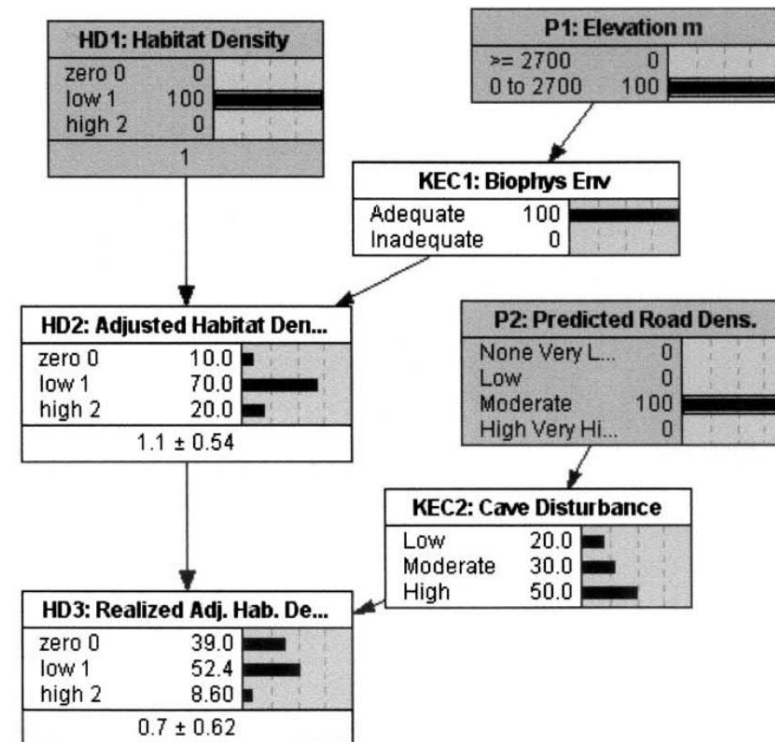 HD1: Habitat Density
zero 0 0
low 1 100
high 2 0
1
P1: Elevation m
>= 2700 0
0 to 2700 100
KEC1: Biophys Env
Adequate 100
Inadequate 0
HD2: Adjusted Habitat Den...
zero 0 10.0
low 1 70.0
high 2 20.0
1.1 ± 0.54
P2: Predicted Road Dens.
None Very L... 0
Low 0
Moderate 100
High Very Hi... 0
KEC2: Cave Disturbance
Low 20.0
Moderate 30.0
High 50.0
HD3: Realized Adj. Hab. De...
zero 0 39.0
low 1 52.4
high 2 8.60
0.7 ± 0.62